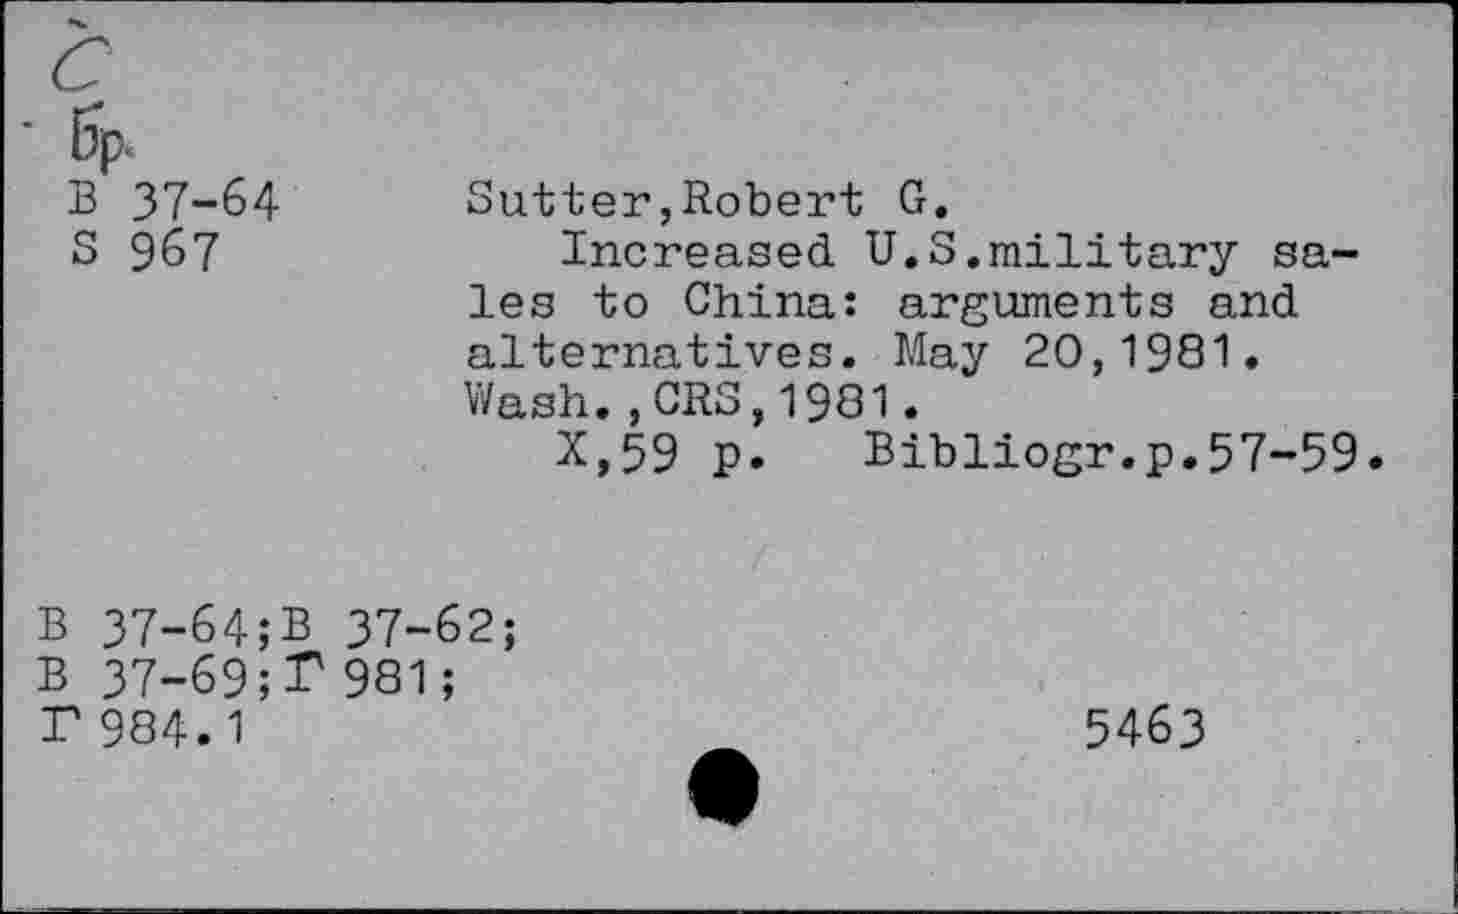 С
Бр.
В 37-64 Sutter,Robert G.
S 967 Increased U.S.military sa-
les to China: arguments and
alternatives. May 20,1981.
Wash.,CRS,1981.
X,59 p. Bibliogr.p.57-59.
В 37-64;В 37-62;
В 37-69;Г 981;
Г 984.1 5463